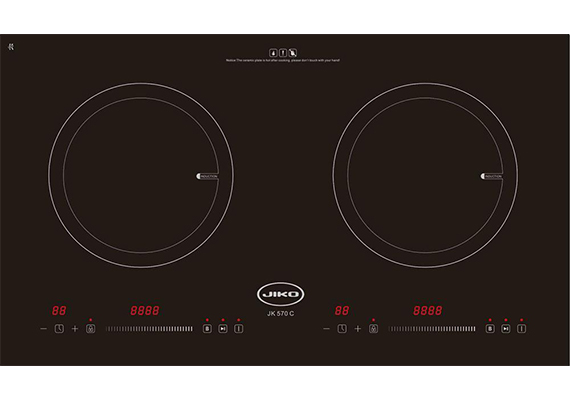 Notice:The ceramic plate is hot after cooking, please don't touch with your hand!
INDUCTION
INDUCTION
JIKO
JK 570 C
88 8888 88 8888
− + B − + B